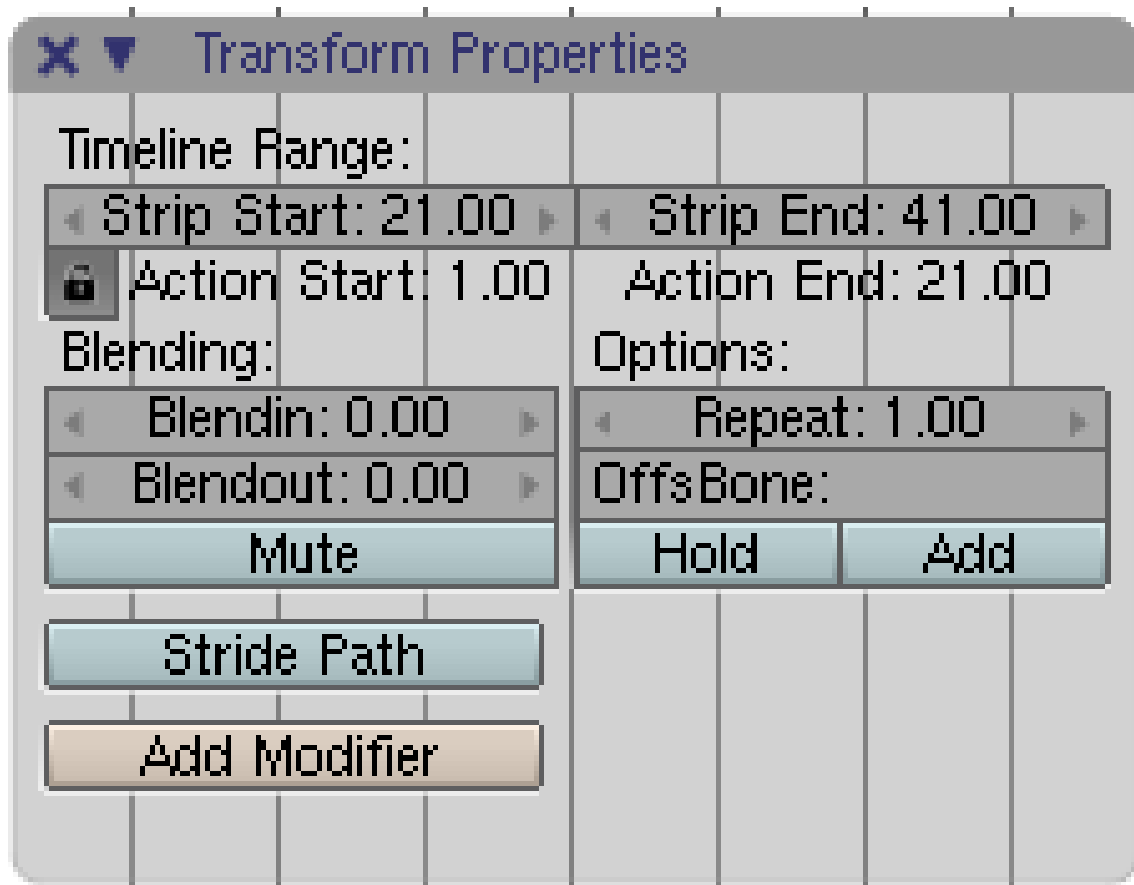 Transform Properties
Timeline Range:
Strip Start: 21.00 Strip End: 41.00
Action Start: 1.00 Action End: 21.00
Blending: Options:
Blendin: 0.00 Repeat: 1.00
Blendout: 0.00 OffsBone:
Mute Hold Add
Stride Path
Add Modifier